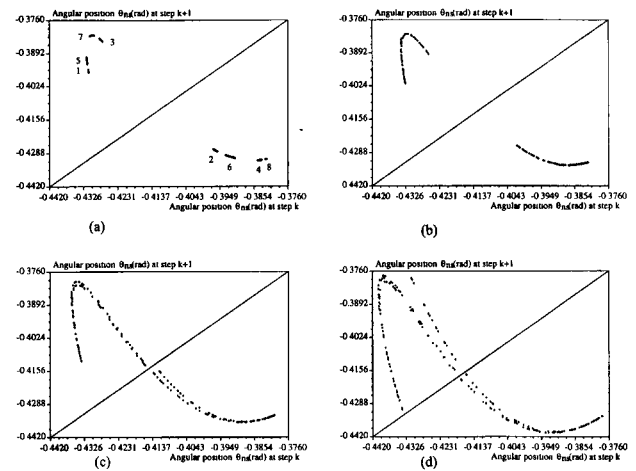 Angular position θns(rad) at step k+1
-0.3760
-0.3892
-0.4024
-0.4156
-0.4288
-0.4420
7
3
5
1
2
6
4 8
-0.4420 -0.4326 -0.4231 -0.4137 -0.4043 -0.3949 -0.3854 -0.3760
Angular position θns(rad) at step k
(a)
Angular position θns(rad) at step k+1
-0.3760
-0.3892
-0.4024
-0.4156
-0.4288
-0.4420
-0.4420 -0.4326 -0.4231 -0.4137 -0.4043 -0.3949 -0.3854 -0.3760
Angular position θns(rad) at step k
(b)
Angular position θns(rad) at step k+1
-0.3760
-0.3892
-0.4024
-0.4156
-0.4288
-0.4420
-0.4420 -0.4326 -0.4231 -0.4137 -0.4043 -0.3949 -0.3854 -0.3760
Angular position θns(rad) at step k
(c)
Angular position θns(rad) at step k+1
-0.3760
-0.3892
-0.4024
-0.4156
-0.4288
-0.4420
-0.4420 -0.4326 -0.4231 -0.4137 -0.4043 -0.3949 -0.3854 -0.3760
Angular position θns(rad) at step k
(d)